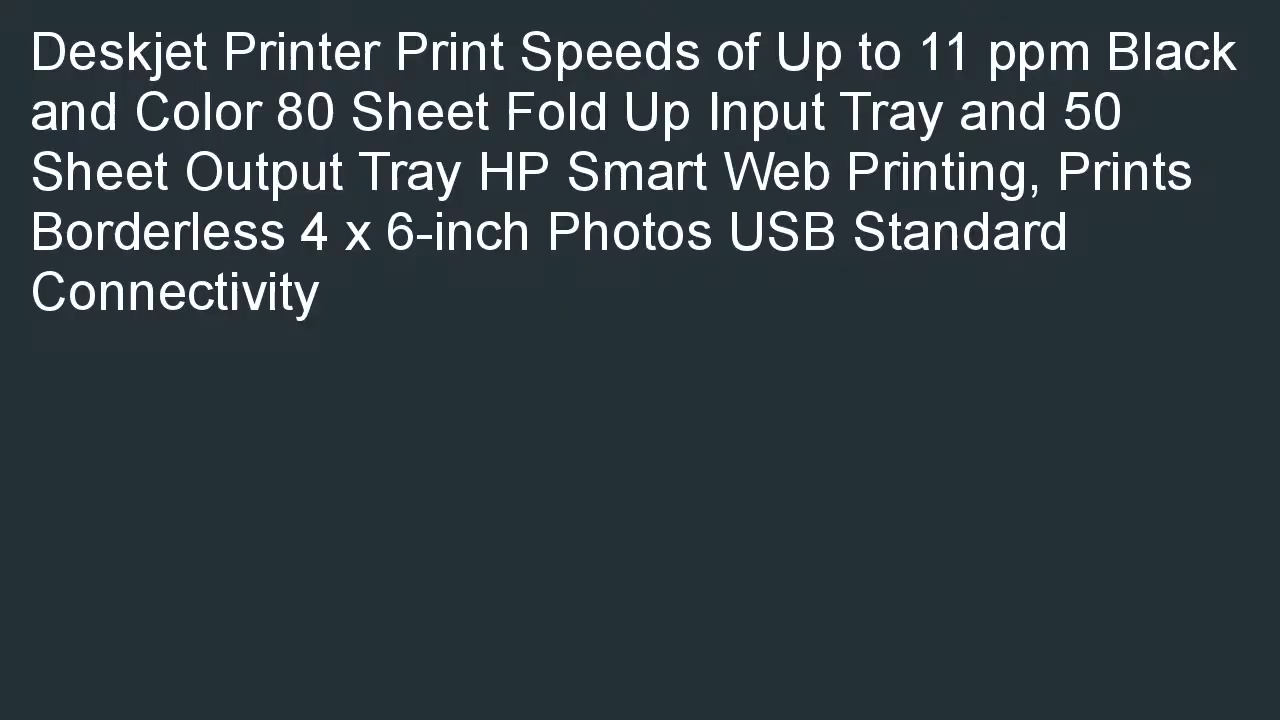 Deskjet Printer Print Speeds of Up to 11 ppm Black
and Color 80 Sheet Fold Up Input Tray and 50
Sheet Output Tray HP Smart Web Printing, Prints
Borderless 4 x 6-inch Photos USB Standard
Connectivity